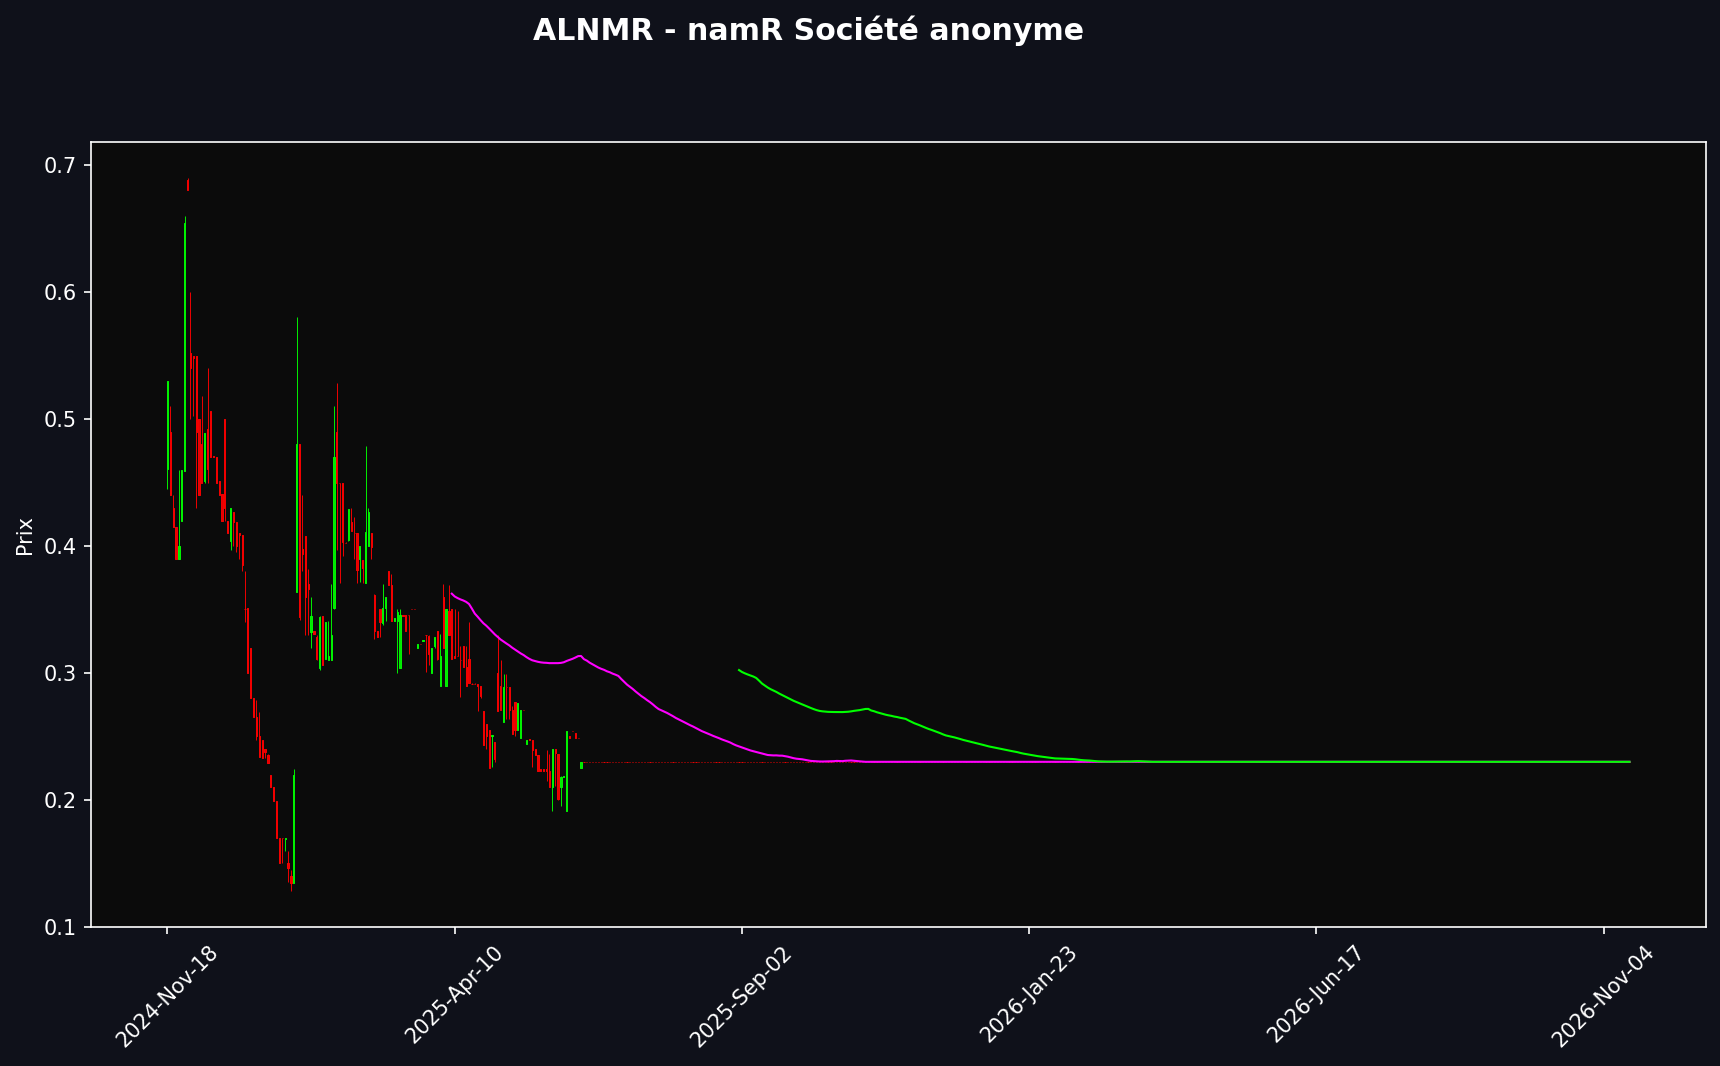 ALNMR - namR Société anonyme
Prix
0.7
0.6
0.5
0.4
0.3
0.2
0.1
2024-Nov-18
2025-Apr-10
2025-Sep-02
2026-Jan-23
2026-Jun-17
2026-Nov-04